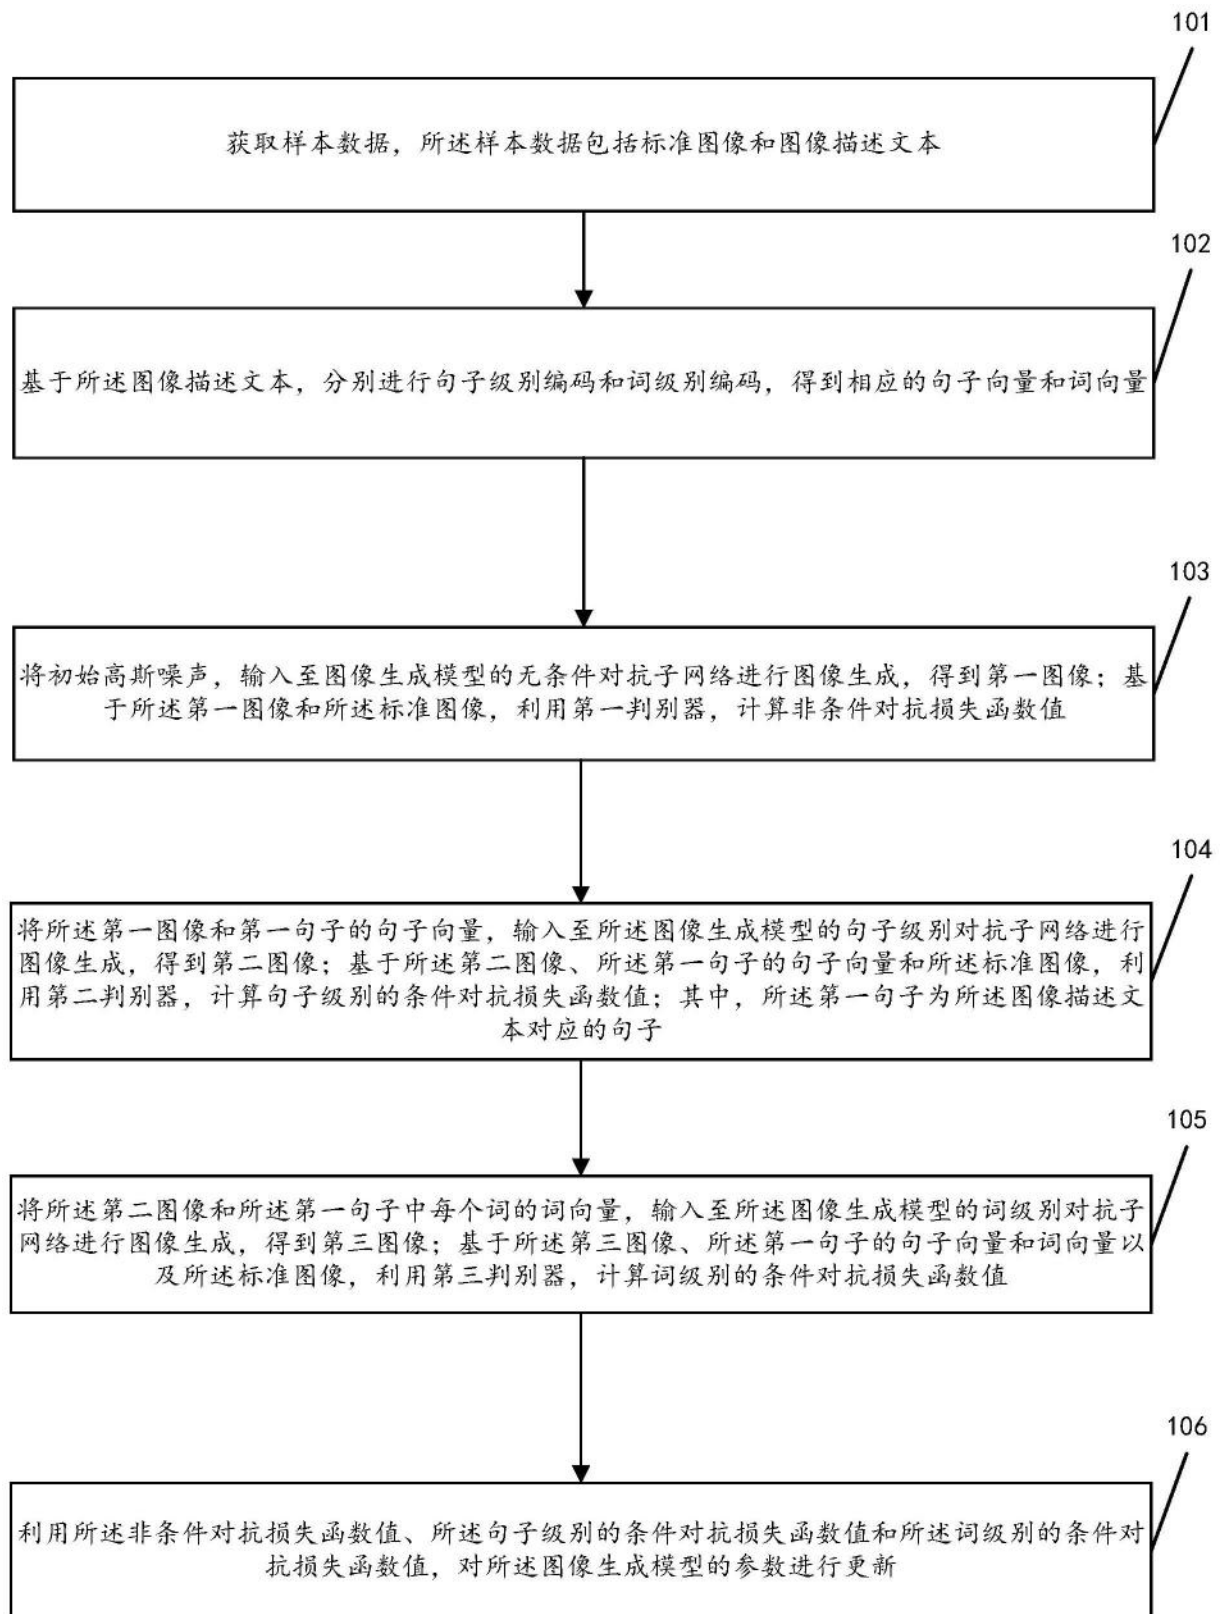 101
获取样本数据，所述样本数据包括标准图像和图像描述文本
102
基于所述图像描述文本，分别进行句子级别编码和词级别编码，得到相应的句子向量和词向量
103
将初始高斯噪声，输入至图像生成模型的无条件对抗子网络进行图像生成，得到第一图像；基
于所述第一图像和所述标准图像，利用第一判别器，计算非条件对抗损失函数值
104
将所述第一图像和第一句子的句子向量，输入至所述图像生成模型的句子级别对抗子网络进行
图像生成，得到第二图像；基于所述第二图像、所述第一句子的句子向量和所述标准图像，利
用第二判别器，计算句子级别的条件对抗损失函数值；其中，所述第一句子为所述图像描述文
本对应的句子
105
将所述第二图像和所述第一句子中每个词的词向量，输入至所述图像生成模型的词级别对抗子
网络进行图像生成，得到第三图像；基于所述第三图像、所述第一句子的句子向量和词向量以
及所述标准图像，利用第三判别器，计算词级别的条件对抗损失函数值
106
利用所述非条件对抗损失函数值、所述句子级别的条件对抗损失函数值和所述词级别的条件对
抗损失函数值，对所述图像生成模型的参数进行更新